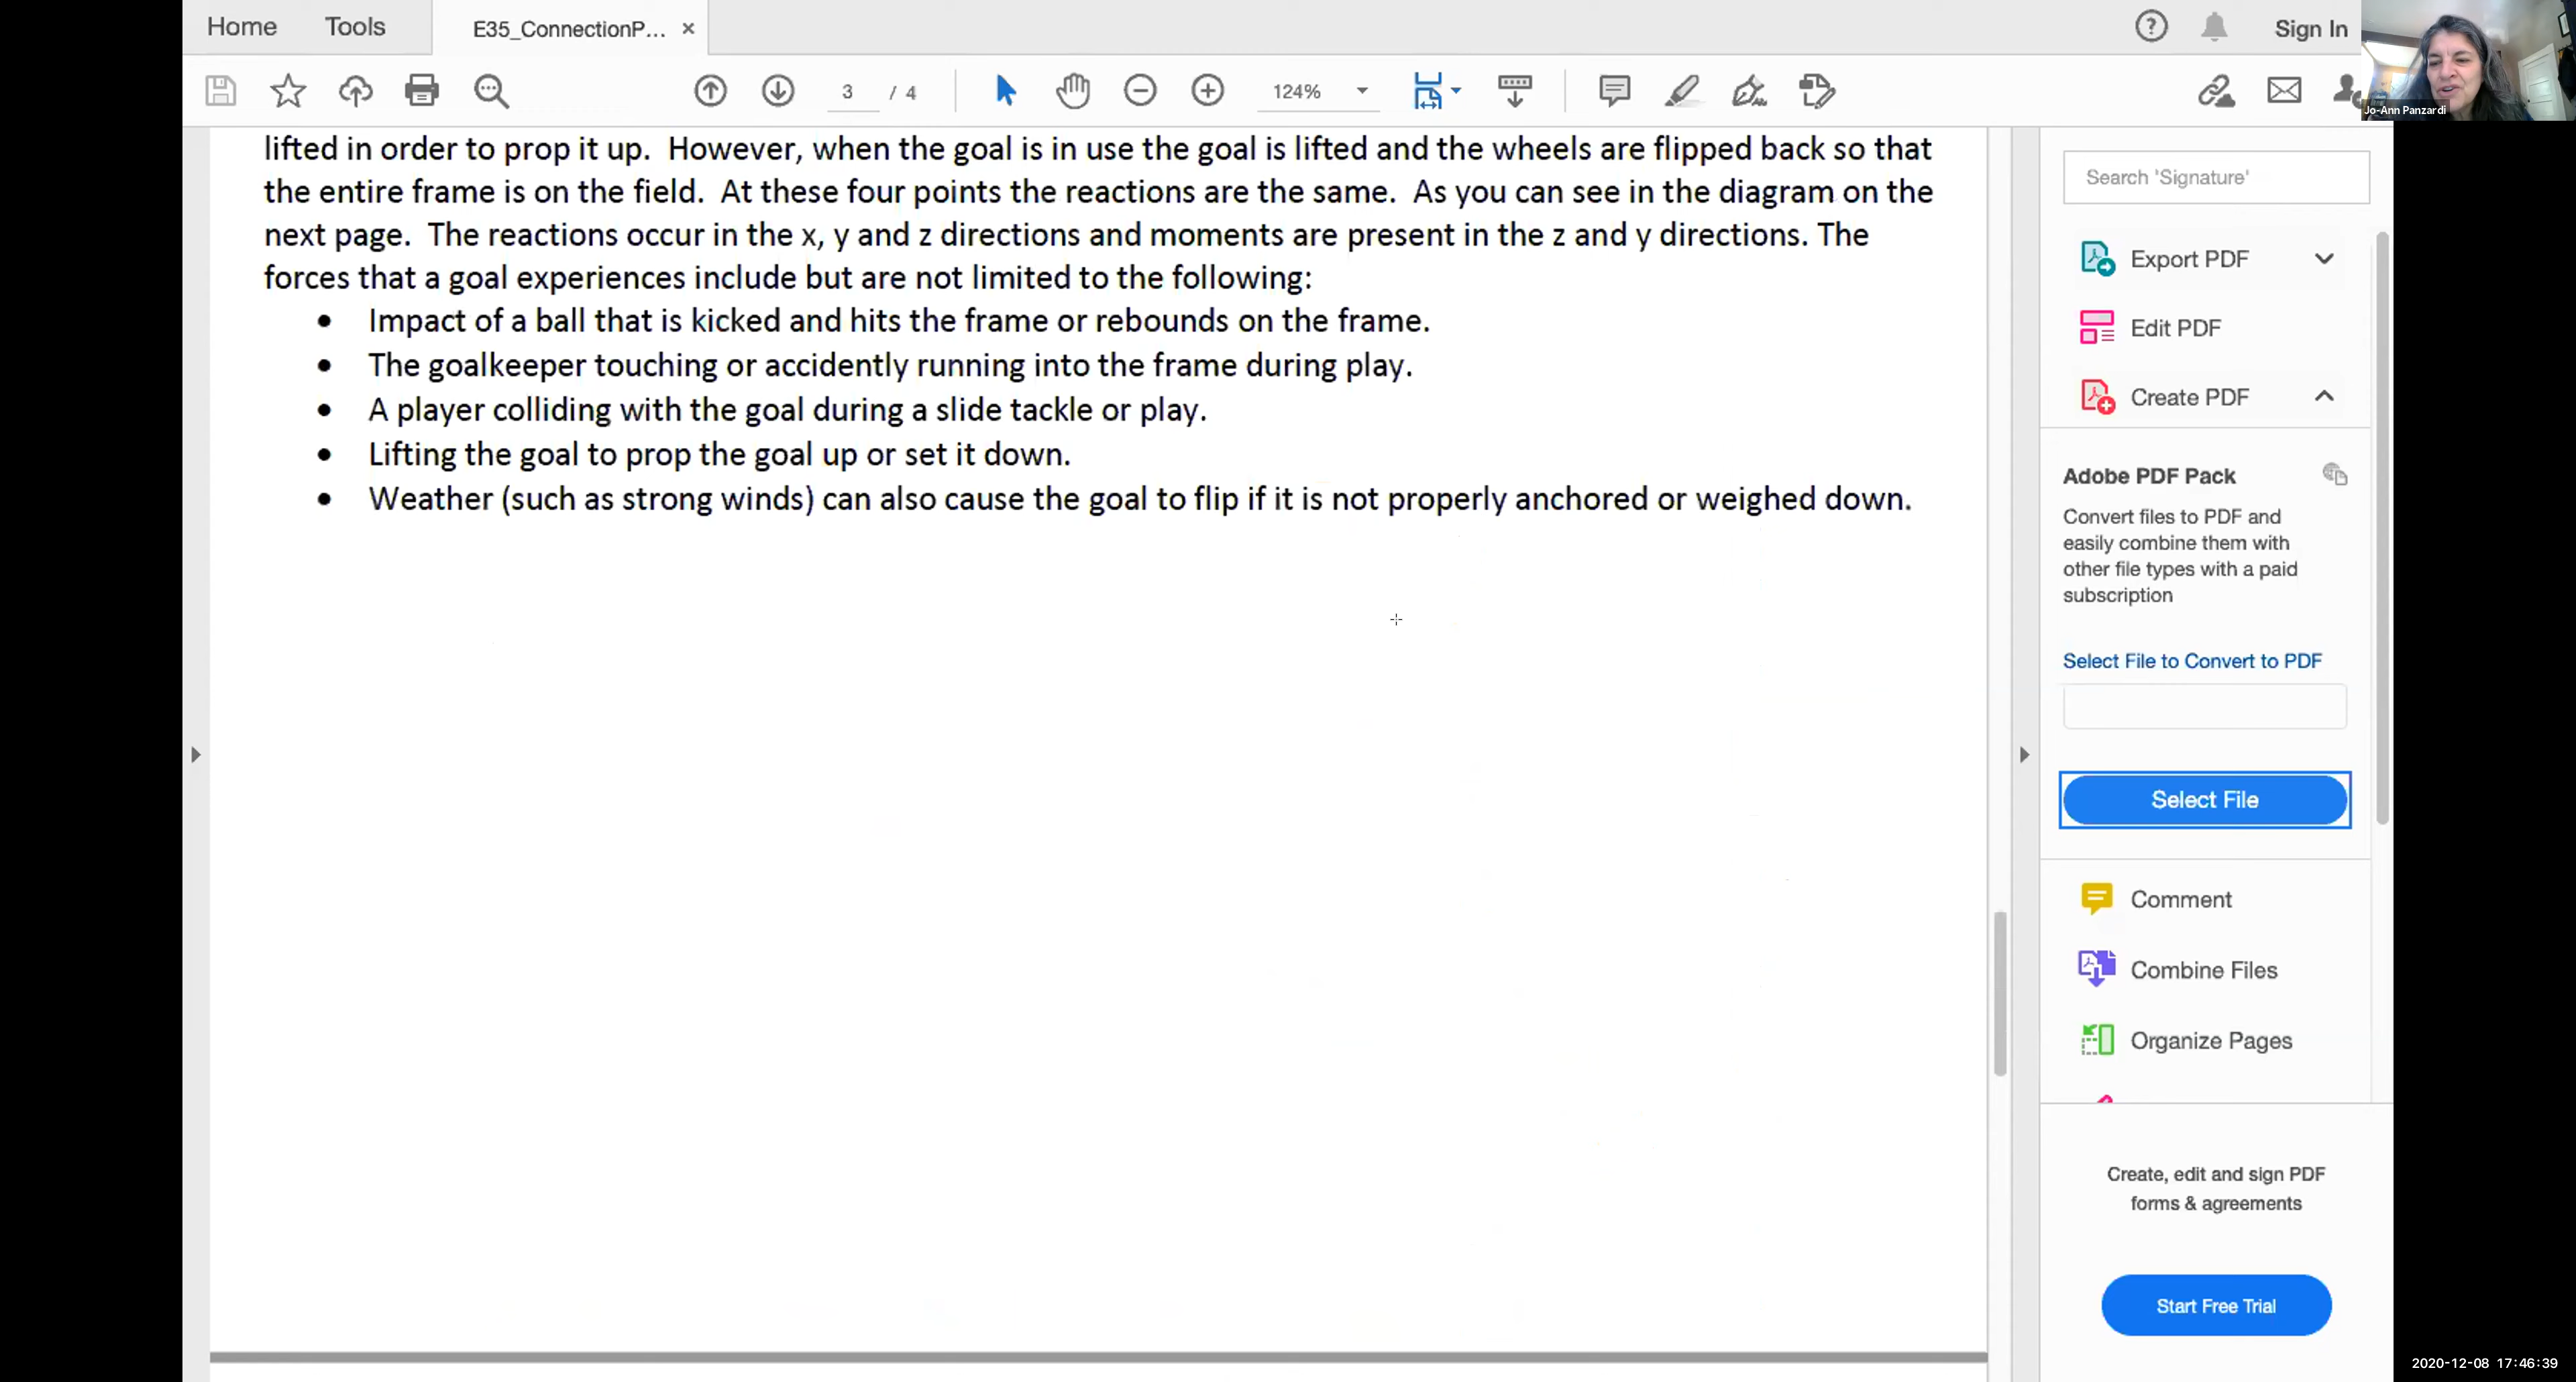 Home Tools E35_ConnectionP... × Sign In
Jo-Ann Panzardi
3 / 4 124%
lifted in order to prop it up. However, when the goal is in use the goal is lifted and the wheels are flipped back so that
the entire frame is on the field. At these four points the reactions are the same. As you can see in the diagram on the
next page. The reactions occur in the x, y and z directions and moments are present in the z and y directions. The
forces that a goal experiences include but are not limited to the following:
• Impact of a ball that is kicked and hits the frame or rebounds on the frame.
• The goalkeeper touching or accidently running into the frame during play.
• A player colliding with the goal during a slide tackle or play.
• Lifting the goal to prop the goal up or set it down.
• Weather (such as strong winds) can also cause the goal to flip if it is not properly anchored or weighed down.
Search 'Signature'
Export PDF
Edit PDF
Create PDF
Adobe PDF Pack
Convert files to PDF and
easily combine them with
other file types with a paid
subscription
Select File to Convert to PDF
Select File
Comment
Combine Files
Organize Pages
Create, edit and sign PDF
forms & agreements
Start Free Trial
2020-12-08 17:46:39